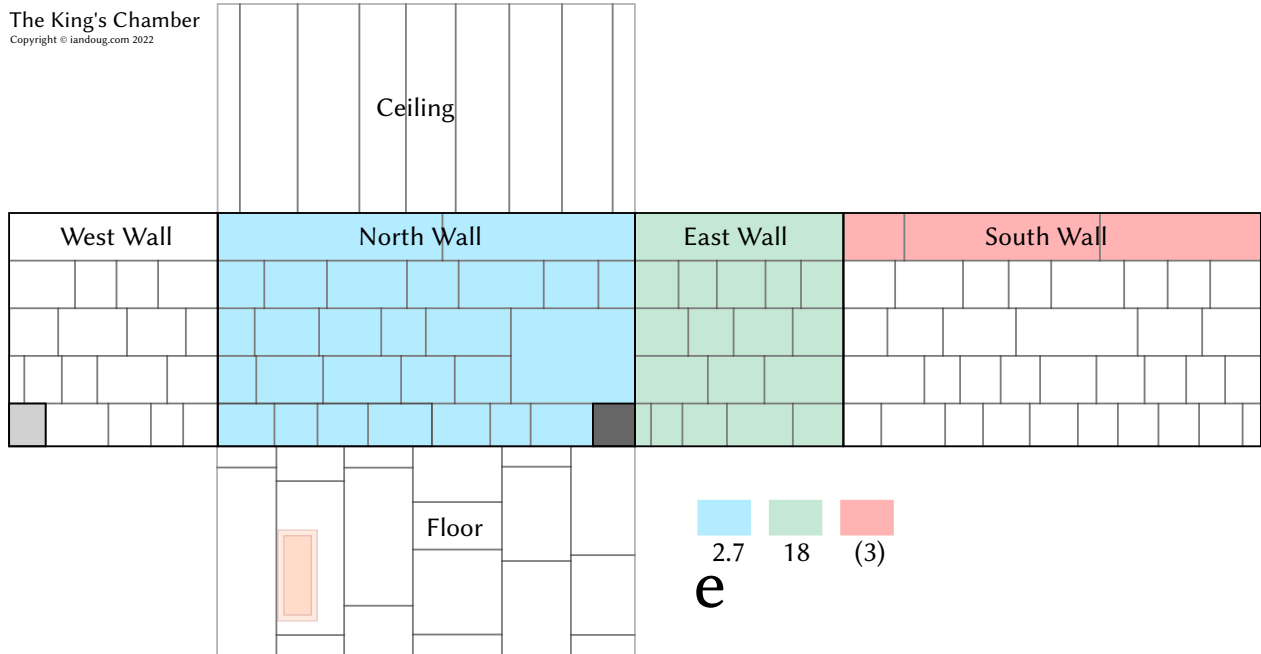 The King's Chamber
Copyright © iandoug.com 2022
Ceiling
West Wall
North Wall
East Wall
South Wall
Floor
2.7 18 (3)
e